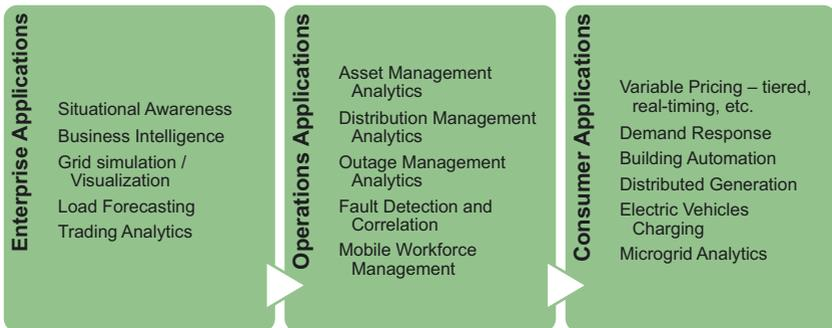 Enterprise Applications
Situational Awareness
Business Intelligence
Grid simulation /
Visualization
Load Forecasting
Trading Analytics
Operations Applications
Asset Management
Analytics
Distribution Management
Analytics
Outage Management
Analytics
Fault Detection and
Correlation
Mobile Workforce
Management
Consumer Applications
Variable Pricing – tiered,
real-timing, etc.
Demand Response
Building Automation
Distributed Generation
Electric Vehicles
Charging
Microgrid Analytics